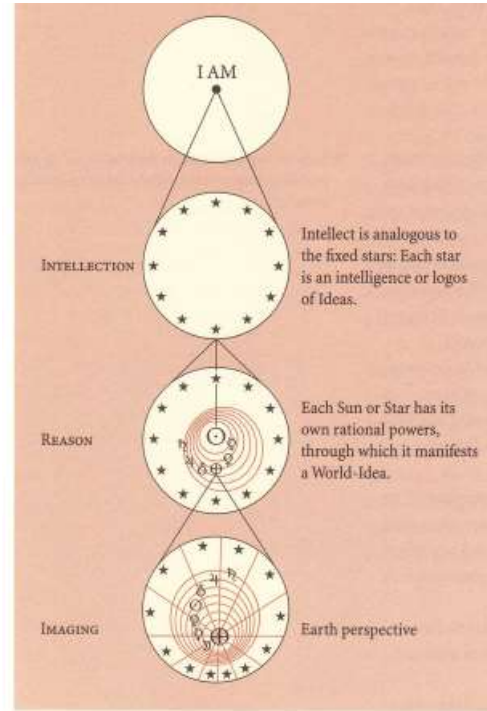 I AM
INTELLECTION
Intellect is analogous to
the fixed stars: Each star
is an intelligence or logos
of Ideas.
REASON
Each Sun or Star has its
own rational powers,
through which it manifests
a World-Idea.
IMAGING
Earth perspective